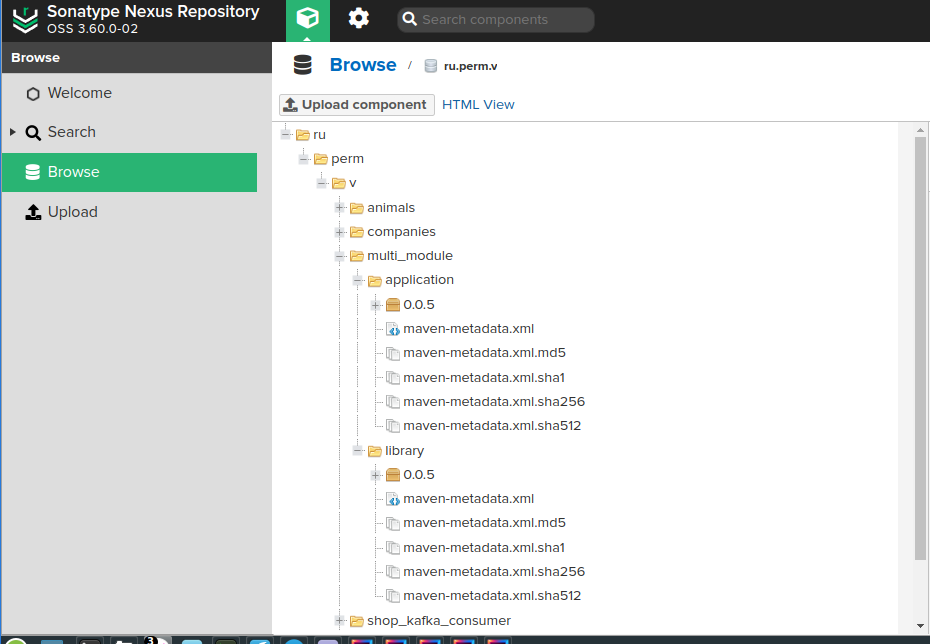 Sonatype Nexus Repository
OSS 3.60.0-02
Search components
Browse
Browse / ru.perm.v
Welcome
Search
Browse
Upload
Upload component HTML View
ru
perm
v
animals
companies
multi_module
application
0.0.5
maven-metadata.xml
maven-metadata.xml.md5
maven-metadata.xml.sha1
maven-metadata.xml.sha256
maven-metadata.xml.sha512
library
0.0.5
maven-metadata.xml
maven-metadata.xml.md5
maven-metadata.xml.sha1
maven-metadata.xml.sha256
maven-metadata.xml.sha512
shop_kafka_consumer
3